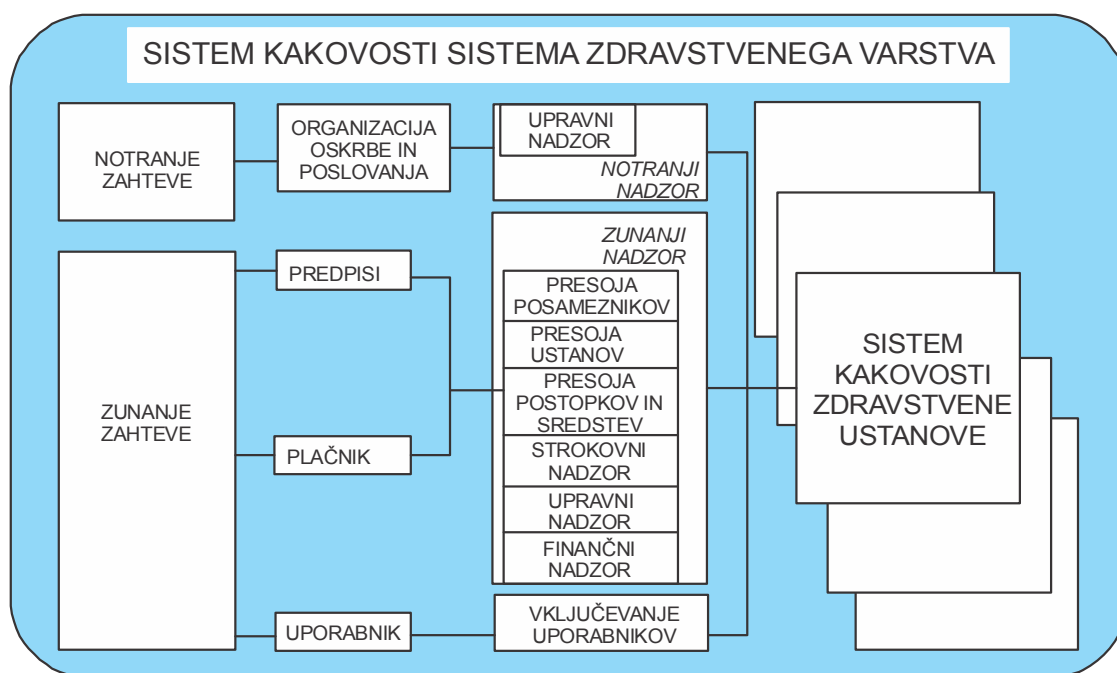 SISTEM KAKOVOSTI SISTEMA ZDRAVSTVENEGA VARSTVA
NOTRANJE
ZAHTEVE
ORGANIZACIJA
OSKRBE IN
POSLOVANJA
UPRAVNI
NADZOR
NOTRANJI
NADZOR
ZUNANJE
ZAHTEVE
PREDPISI
PLAČNIK
UPORABNIK
ZUNANJI
NADZOR
PRESOJA
POSAMEZNIKOV
PRESOJA
USTANOV
PRESOJA
POSTOPKOV IN
SREDSTEV
STROKOVNI
NADZOR
UPRAVNI
NADZOR
FINANČNI
NADZOR
VKLJUČEVANJE
UPORABNIKOV
SISTEM
KAKOVOSTI
ZDRAVSTVENE
USTANOVE